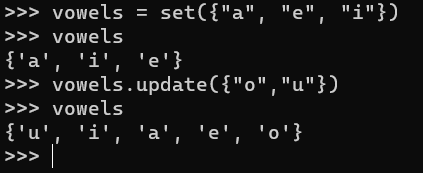 >>> vowels = set({"a", "e", "i"})
>>> vowels
{'a', 'i', 'e'}
>>> vowels.update({"o","u"})
>>> vowels
{'u', 'i', 'a', 'e', 'o'}
>>>